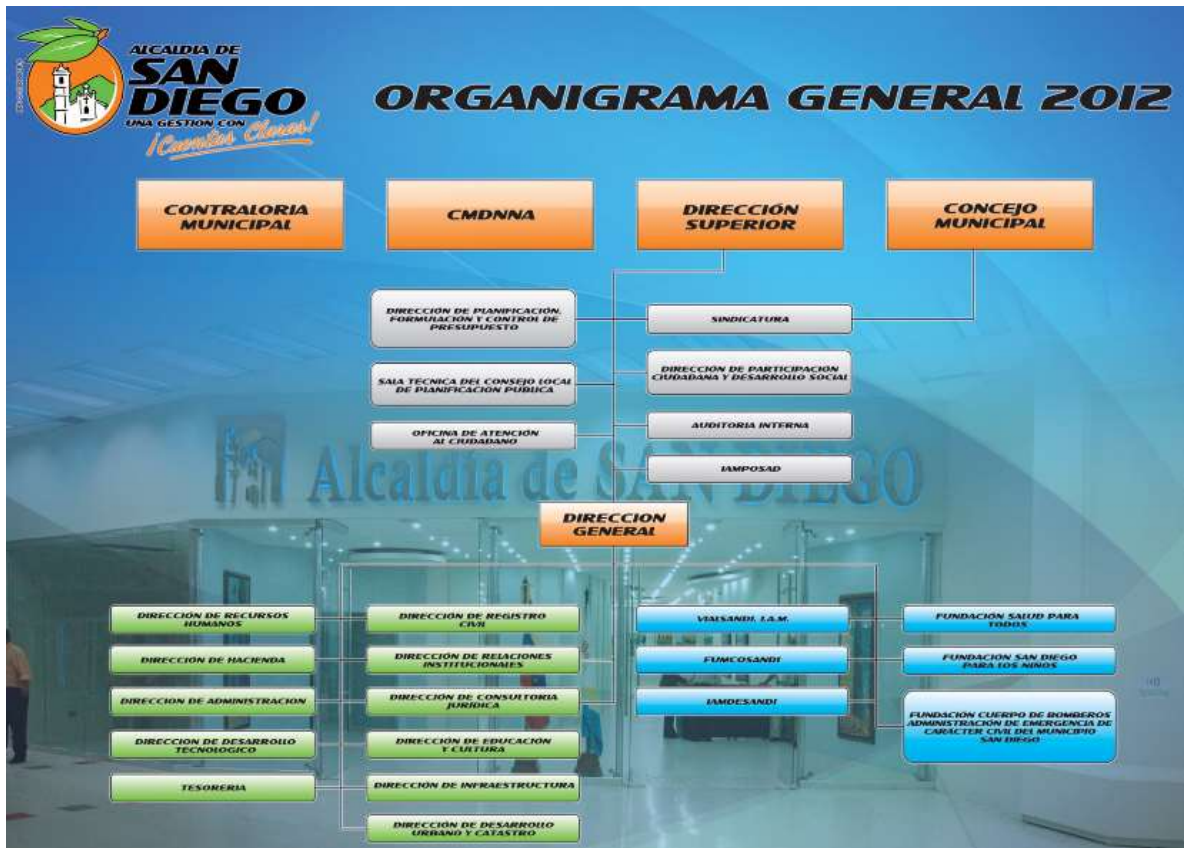 ALCALDIA DE
SAN
DIEGO
UNA GESTION CON
¡Cuentas Claras!
ORGANIGRAMA GENERAL 2012
CONTRALORIA
MUNICIPAL
CMDNNA
DIRECCIÓN
SUPERIOR
CONCEJO
MUNICIPAL
DIRECCIÓN DE PLANIFICACIÓN,
FORMULACIÓN Y CONTROL DE
PRESUPUESTO
SINDICATURA
SALA TÉCNICA DEL CONSEJO LOCAL
DE PLANIFICACIÓN PÚBLICA
DIRECCIÓN DE PARTICIPACIÓN
CIUDADANA Y DESARROLLO SOCIAL
OFICINA DE ATENCIÓN
AL CIUDADANO
AUDITORIA INTERNA
IAMPOSAD
Alcaldía de SAN DIEGO
DIRECCION
GENERAL
DIRECCIÓN DE RECURSOS
HUMANOS
DIRECCIÓN DE REGISTRO
CIVIL
VIALSANDI, I.A.M.
FUNDACIÓN SALUD PARA
TODOS
DIRECCIÓN DE HACIENDA
DIRECCIÓN DE RELACIONES
INSTITUCIONALES
FUMCOSANDI
FUNDACIÓN SAN DIEGO
PARA LOS NIÑOS
DIRECCION DE ADMINISTRACION
DIRECCIÓN DE CONSULTORIA
JURÍDICA
IAMDESANDI
FUNDACIÓN CUERPO DE BOMBEROS
ADMINISTRACIÓN DE EMERGENCIA DE
CARÁCTER CIVIL DEL MUNICIPIO
SAN DIEGO
DIRECCION DE DESARROLLO
TECNOLOGICO
DIRECCIÓN DE EDUCACIÓN
Y CULTURA
TESORERIA
DIRECCIÓN DE INFRAESTRUCTURA
DIRECCIÓN DE DESARROLLO
URBANO Y CATASTRO